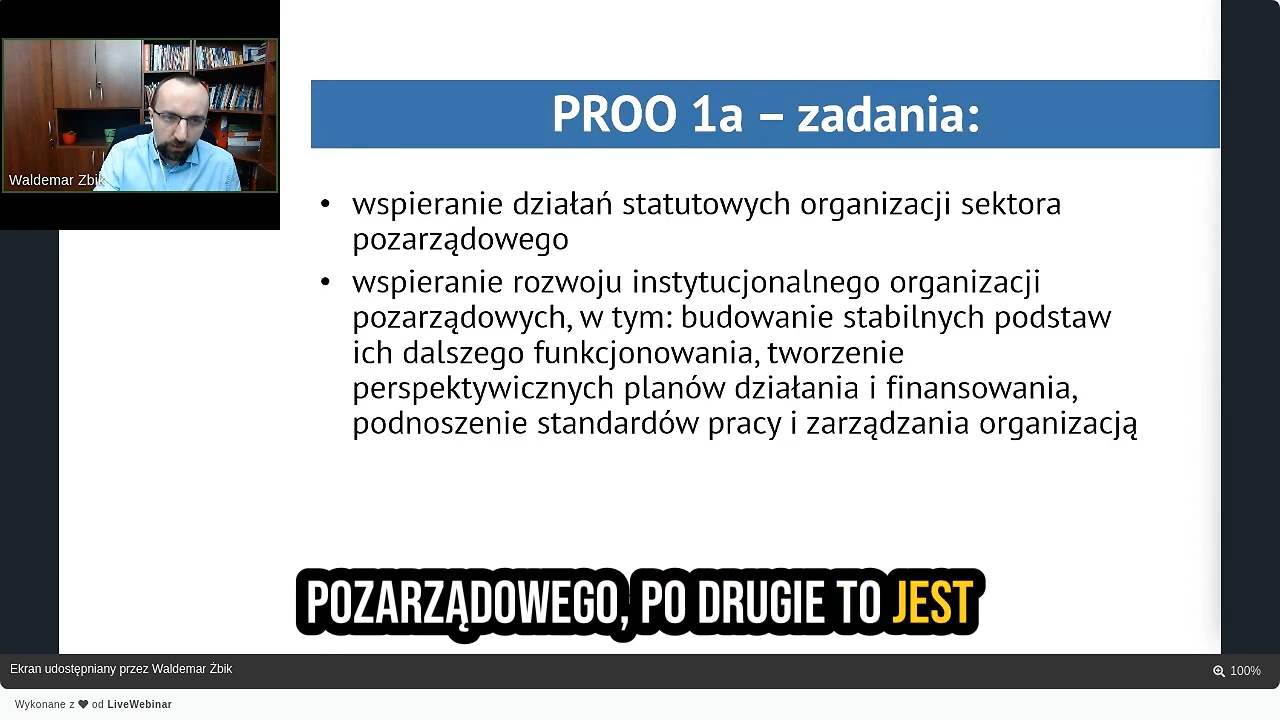 PROO 1a – zadania:
Waldemar Żbik
• wspieranie działań statutowych organizacji sektora
pozarządowego
• wspieranie rozwoju instytucjonalnego organizacji
pozarządowych, w tym: budowanie stabilnych podstaw
ich dalszego funkcjonowania, tworzenie
perspektywicznych planów działania i finansowania,
podnoszenie standardów pracy i zarządzania organizacją
POZARZĄDOWEGO, PO DRUGIE TO JEST
Ekran udostępniany przez Waldemar Żbik
100%
Wykonane z ❤ od LiveWebinar